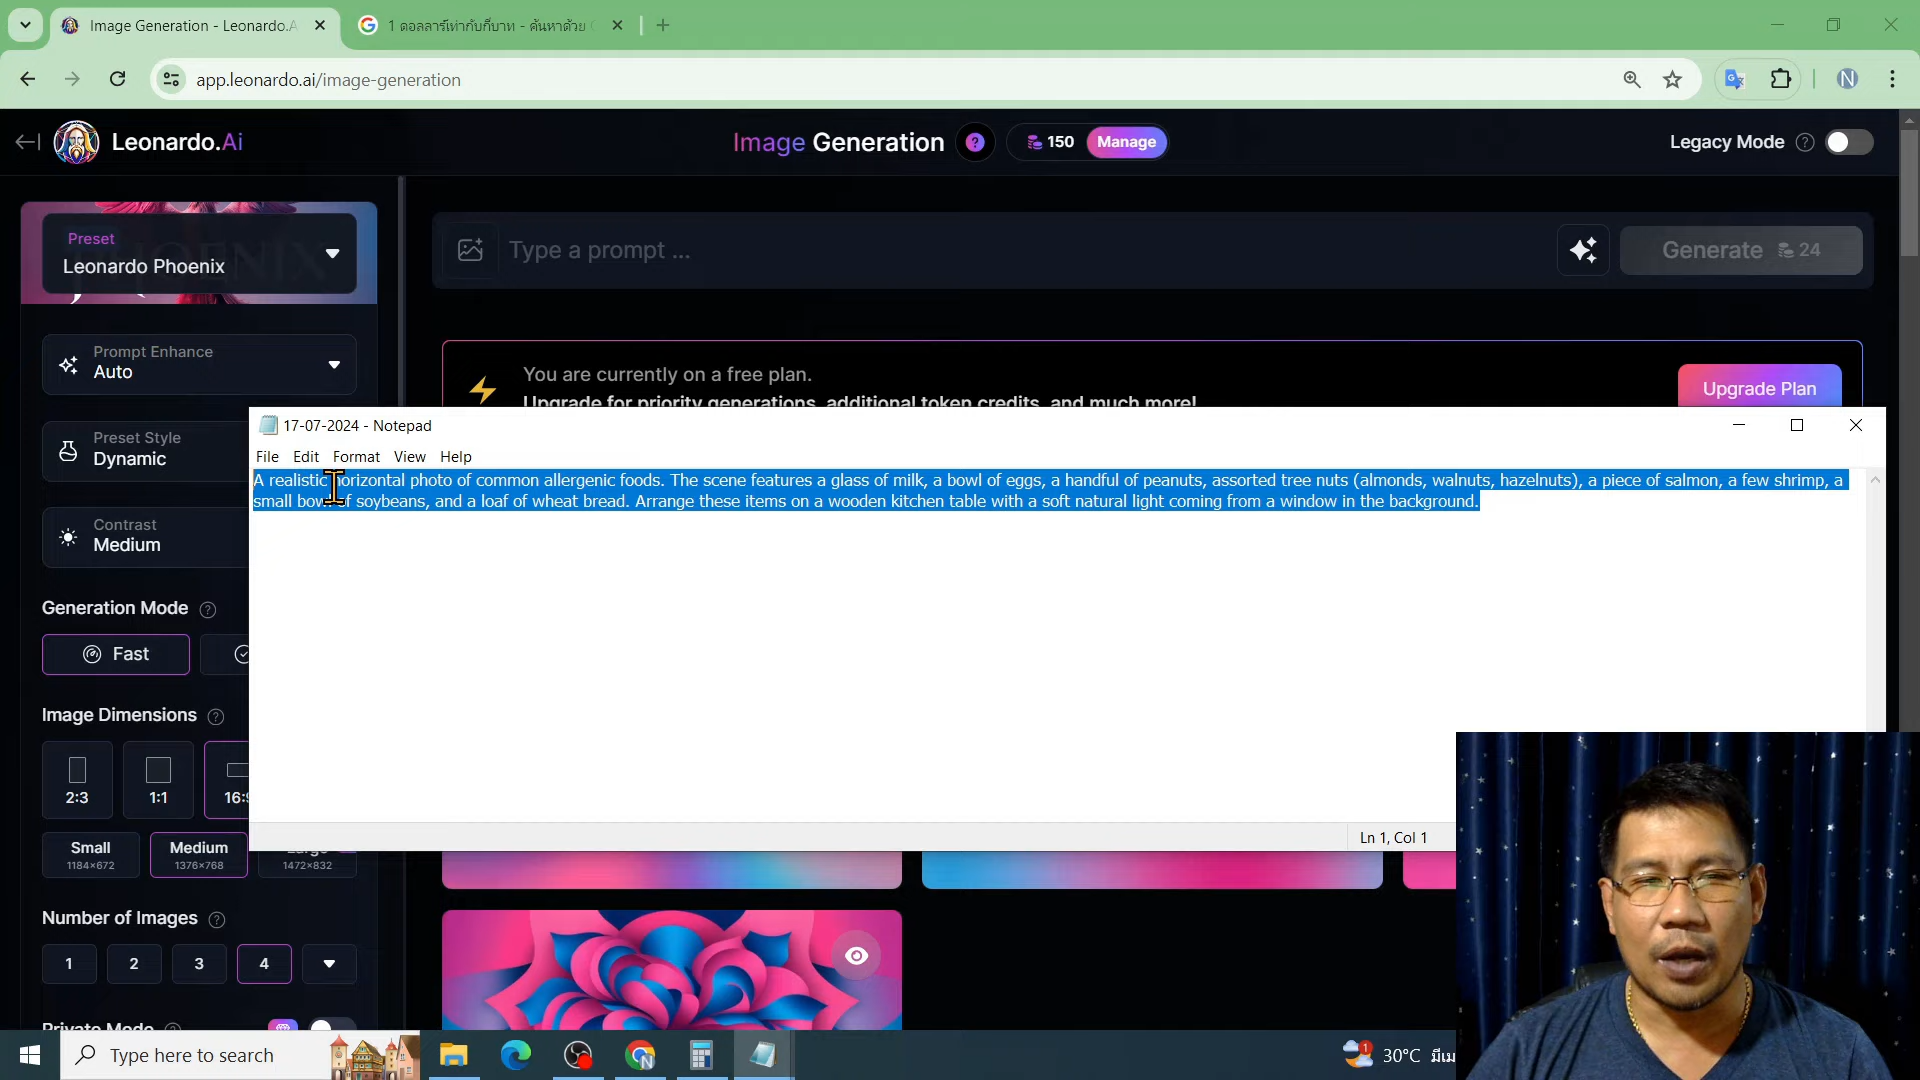 Image Generation - Leonardo.A
1 ดอลลาร์เท่ากับกี่บาท - ค้นหาด้วย
app.leonardo.ai/image-generation
N
Leonardo.Ai
Image Generation
?
150
Manage
Legacy Mode
Preset
Leonardo Phoenix
Type a prompt ...
Generate 24
Prompt Enhance
Auto
You are currently on a free plan.
Upgrade for priority generations, additional token credits, and much more!
Upgrade Plan
17-07-2024 - Notepad
Preset Style
Dynamic
File Edit Format View Help
A realistic horizontal photo of common allergenic foods. The scene features a glass of milk, a bowl of eggs, a handful of peanuts, assorted tree nuts (almonds, walnuts, hazelnuts), a piece of salmon, a few shrimp, a
small bowl of soybeans, and a loaf of wheat bread. Arrange these items on a wooden kitchen table with a soft natural light coming from a window in the background.
Contrast
Medium
Generation Mode
Fast
Image Dimensions
2:3
1:1
16:9
Small
1184×672
Medium
1376×768
Large
1472×832
Ln 1, Col 1
Number of Images
1
2
3
4
Private Mode
Type here to search
1
30°C